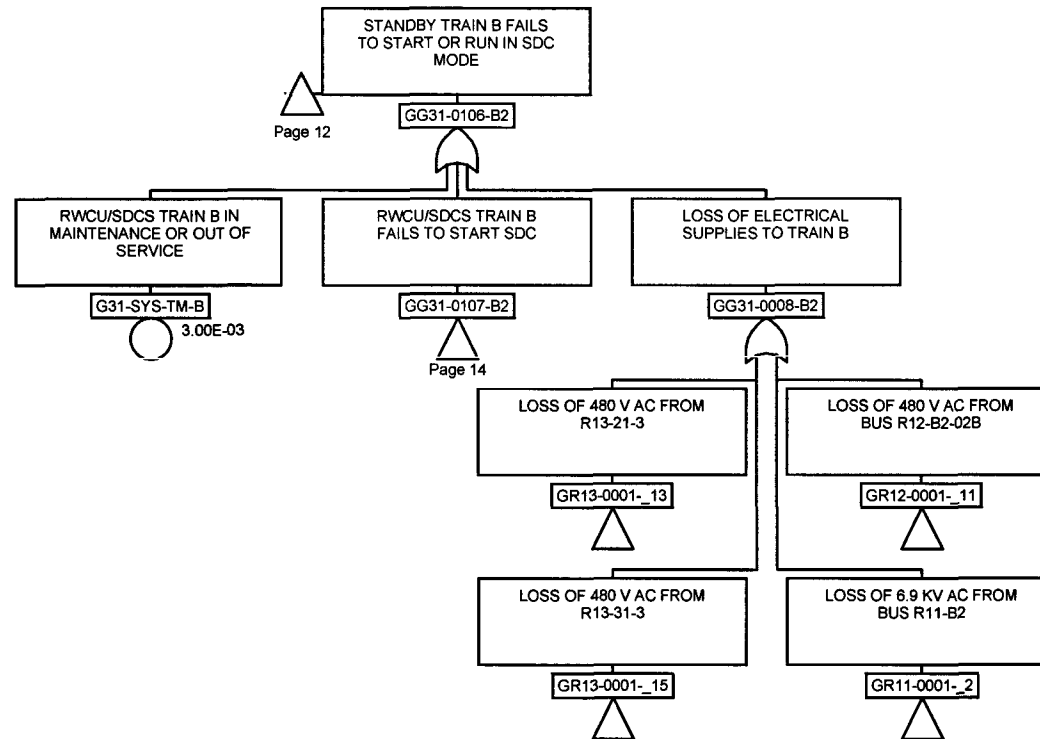 STANDBY TRAIN B FAILS
TO START OR RUN IN SDC
MODE
Page 12
GG31-0106-B2
RWCU/SDCS TRAIN B IN
MAINTENANCE OR OUT OF
SERVICE
G31-SYS-TM-B
3.00E-03
RWCU/SDCS TRAIN B
FAILS TO START SDC
GG31-0107-B2
Page 14
LOSS OF ELECTRICAL
SUPPLIES TO TRAIN B
GG31-0008-B2
LOSS OF 480 V AC FROM
R13-21-3
GR13-0001-_13
LOSS OF 480 V AC FROM
BUS R12-B2-02B
GR12-0001-_11
LOSS OF 480 V AC FROM
R13-31-3
GR13-0001-_15
LOSS OF 6.9 KV AC FROM
BUS R11-B2
GR11-0001-_2